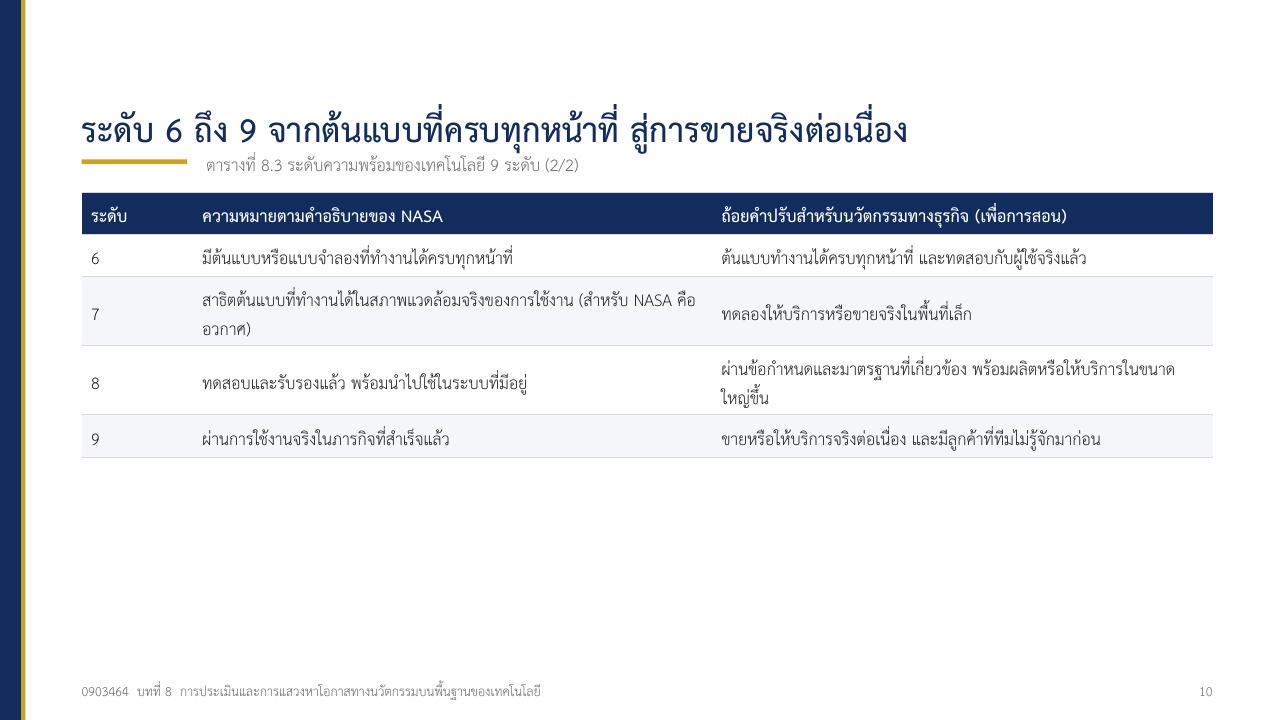 ระดับ 6 ถึง 9 จากต้นแบบที่ครบทุกหน้าที่ สู่การขายจริงต่อเนื่อง
ตารางที่ 8.3 ระดับความพร้อมของเทคโนโลยี 9 ระดับ (2/2)
ระดับ ความหมายตามคำอธิบายของ NASA ถ้อยคำปรับสำหรับนวัตกรรมทางธุรกิจ (เพื่อการสอน)
6 มีต้นแบบหรือแบบจำลองที่ทำงานได้ครบทุกหน้าที่ ต้นแบบทำงานได้ครบทุกหน้าที่ และทดสอบกับผู้ใช้จริงแล้ว
7 สาธิตต้นแบบที่ทำงานได้ในสภาพแวดล้อมจริงของการใช้งาน (สำหรับ NASA คือ
อวกาศ) ทดลองให้บริการหรือขายจริงในพื้นที่เล็ก
8 ทดสอบและรับรองแล้ว พร้อมนำไปใช้ในระบบที่มีอยู่ ผ่านข้อกำหนดและมาตรฐานที่เกี่ยวข้อง พร้อมผลิตหรือให้บริการในขนาด
ใหญ่ขึ้น
9 ผ่านการใช้งานจริงในภารกิจที่สำเร็จแล้ว ขายหรือให้บริการจริงต่อเนื่อง และมีลูกค้าที่ทีมไม่รู้จักมาก่อน
0903464 บทที่ 8 การประเมินและการแสวงหาโอกาสทางนวัตกรรมบนพื้นฐานของเทคโนโลยี 10